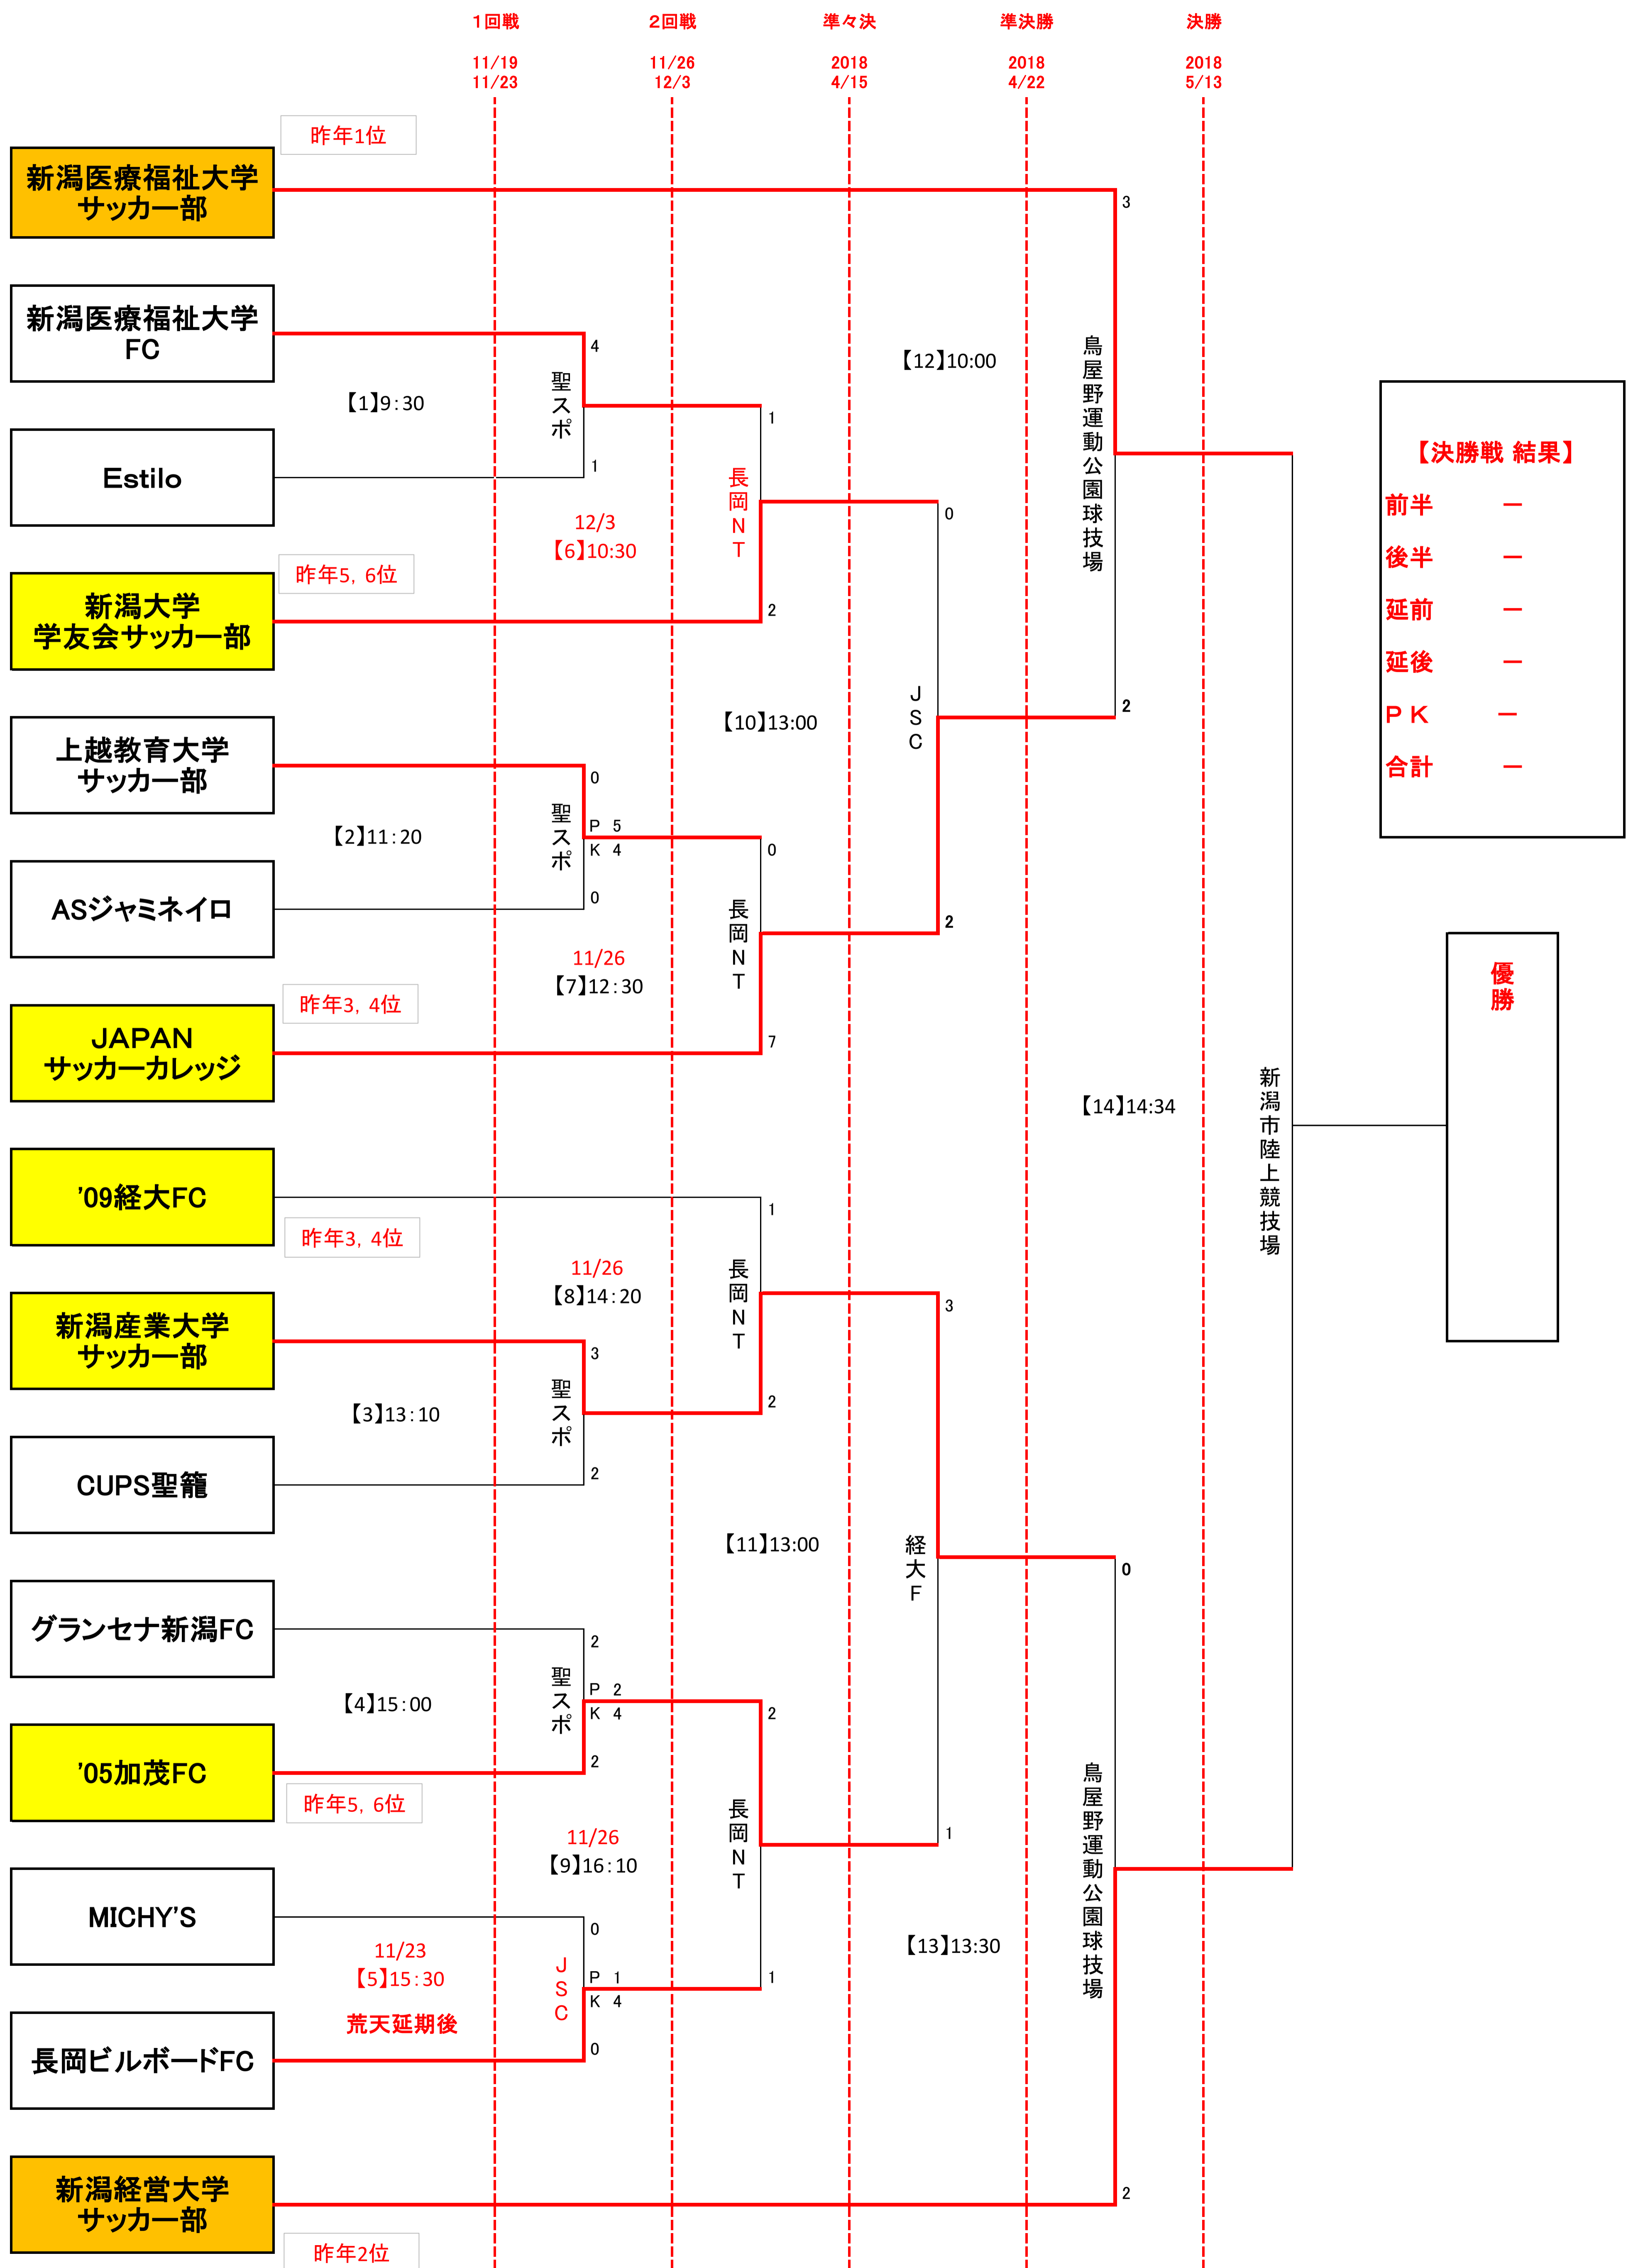 1回戦
2回戦
準々決
準決勝
決勝
11/19
11/23
11/26
12/3
2018
4/15
2018
4/22
2018
5/13
昨年1位
新潟医療福祉大学
サッカー部
3
新潟医療福祉大学
FC
4
聖スポ
【1】9：30
Estilo
1
1
長岡NT
12/3
【6】10:30
昨年5，6位
新潟大学
学友会サッカー部
2
0
【12】10:00
鳥屋野運動公園球技場
【10】13:00
JSC
2
上越教育大学
サッカー部
0
聖スポ
【2】11：20
PK 5
4
ASジャミネイロ
0
0
長岡NT
11/26
【7】12：30
昨年3，4位
JAPAN
サッカーカレッジ
7
2
【決勝戦 結果】
前半 ー
後半 ー
延前 ー
延後 ー
ＰＫ ー
合計 ー
優勝
【14】14:34
新潟市陸上競技場
'09経大FC
1
昨年3，4位
11/26
【8】14：20
長岡NT
3
新潟産業大学
サッカー部
3
聖スポ
【3】13：10
2
CUPS聖籠
2
【11】13:00
経大F
0
グランセナ新潟FC
2
聖スポ
【4】15：00
PK 2
4
2
'05加茂FC
2
昨年5，6位
11/26
【9】16：10
長岡NT
1
鳥屋野運動公園球技場
【13】13:30
MICHY'S
0
11/23
【5】15：30
荒天延期後
JSC
PK 1
4
1
長岡ビルボードFC
0
新潟経営大学
サッカー部
2
昨年2位